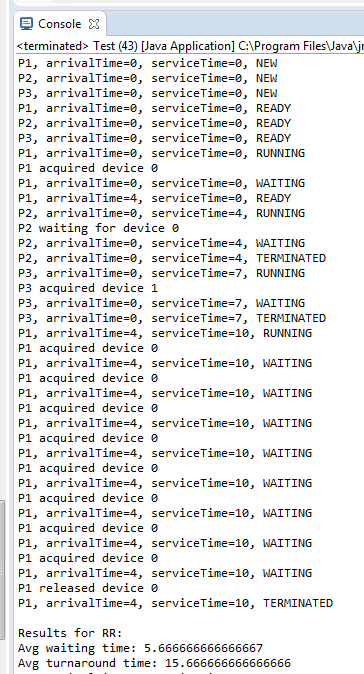 Console
<terminated> Test (43) [Java Application] C:\Program Files\Java\jr
P1, arrivalTime=0, serviceTime=0, NEW
P2, arrivalTime=0, serviceTime=0, NEW
P3, arrivalTime=0, serviceTime=0, NEW
P1, arrivalTime=0, serviceTime=0, READY
P2, arrivalTime=0, serviceTime=0, READY
P3, arrivalTime=0, serviceTime=0, READY
P1, arrivalTime=0, serviceTime=0, RUNNING
P1 acquired device 0
P1, arrivalTime=0, serviceTime=0, WAITING
P1, arrivalTime=4, serviceTime=0, READY
P2, arrivalTime=0, serviceTime=4, RUNNING
P2 waiting for device 0
P2, arrivalTime=0, serviceTime=4, WAITING
P2, arrivalTime=0, serviceTime=4, TERMINATED
P3, arrivalTime=0, serviceTime=7, RUNNING
P3 acquired device 1
P3, arrivalTime=0, serviceTime=7, WAITING
P3, arrivalTime=0, serviceTime=7, TERMINATED
P1, arrivalTime=4, serviceTime=10, RUNNING
P1 acquired device 0
P1, arrivalTime=4, serviceTime=10, WAITING
P1 acquired device 0
P1, arrivalTime=4, serviceTime=10, WAITING
P1 acquired device 0
P1, arrivalTime=4, serviceTime=10, WAITING
P1 acquired device 0
P1, arrivalTime=4, serviceTime=10, WAITING
P1 acquired device 0
P1, arrivalTime=4, serviceTime=10, WAITING
P1 acquired device 0
P1, arrivalTime=4, serviceTime=10, WAITING
P1 acquired device 0
P1, arrivalTime=4, serviceTime=10, WAITING
P1 acquired device 0
P1, arrivalTime=4, serviceTime=10, WAITING
P1 released device 0
P1, arrivalTime=4, serviceTime=10, TERMINATED
Results for RR:
Avg waiting time: 5.666666666666667
Avg turnaround time: 15.666666666666666